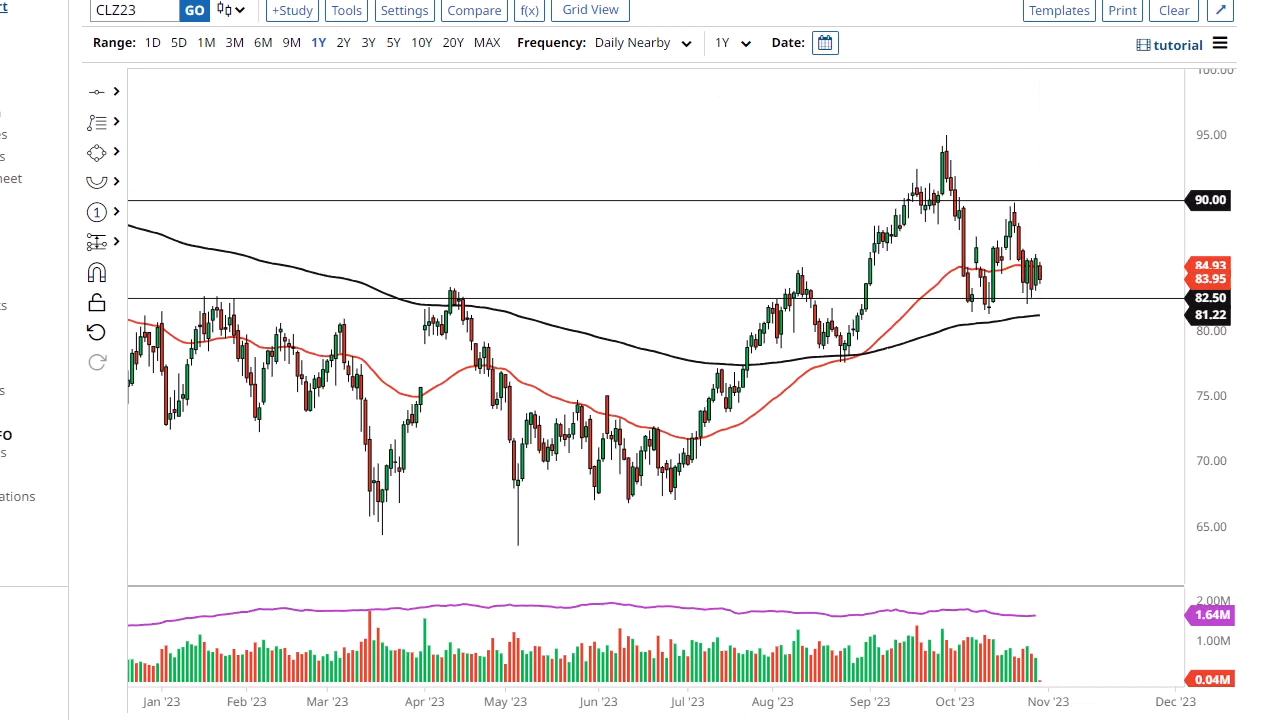 rt
CLZ23 GO +Study Tools Settings Compare f(x) Grid View Templates Print Clear
Range: 1D 5D 1M 3M 6M 9M 1Y 2Y 3Y 5Y 10Y 20Y MAX Frequency: Daily Nearby 1Y Date: tutorial
100.00
95.00
90.00
84.93
83.95
82.50
81.22
80.00
75.00
70.00
65.00
2.00M
1.64M
1.00M
0.04M
Jan '23 Feb '23 Mar '23 Apr '23 May '23 Jun '23 Jul '23 Aug '23 Sep '23 Oct '23 Nov '23 Dec '23
1
es
s
heet
ts
s
FO
s
ations